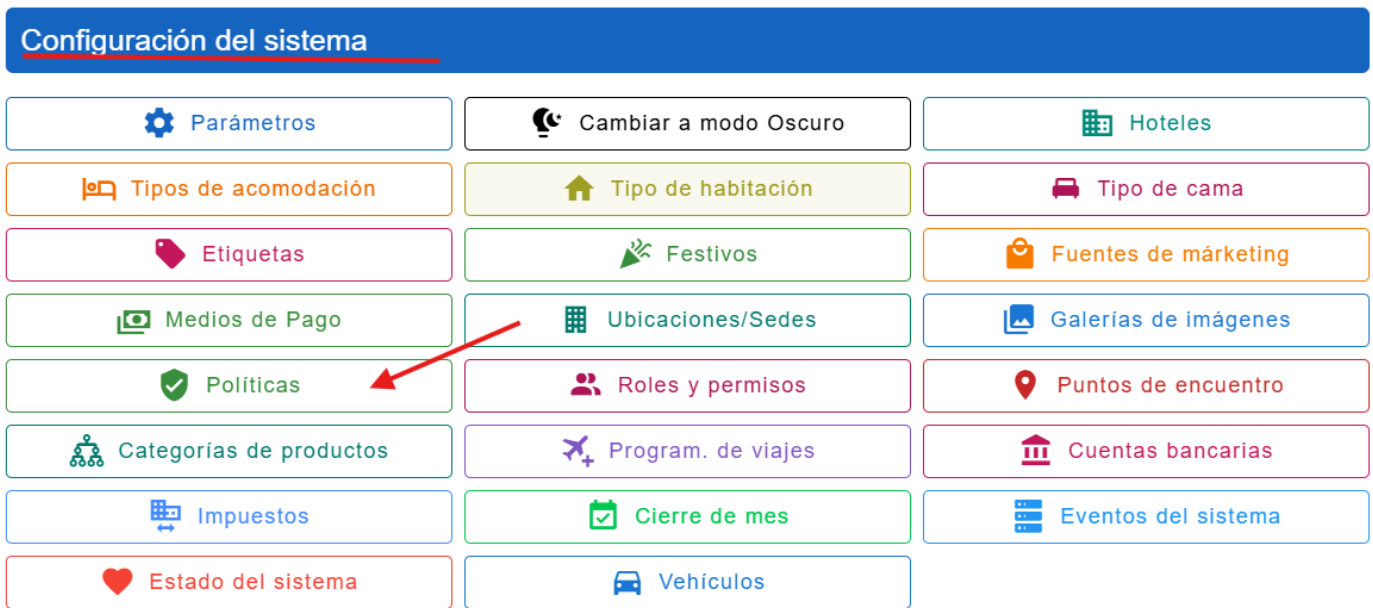 Configuración del sistema
Parámetros
Cambiar a modo Oscuro
Hoteles
Tipos de acomodación
Tipo de habitación
Tipo de cama
Etiquetas
Festivos
Fuentes de márketing
Medios de Pago
Ubicaciones/Sedes
Galerías de imágenes
Políticas
Roles y permisos
Puntos de encuentro
Categorías de productos
Program. de viajes
Cuentas bancarias
Impuestos
Cierre de mes
Eventos del sistema
Estado del sistema
Vehículos